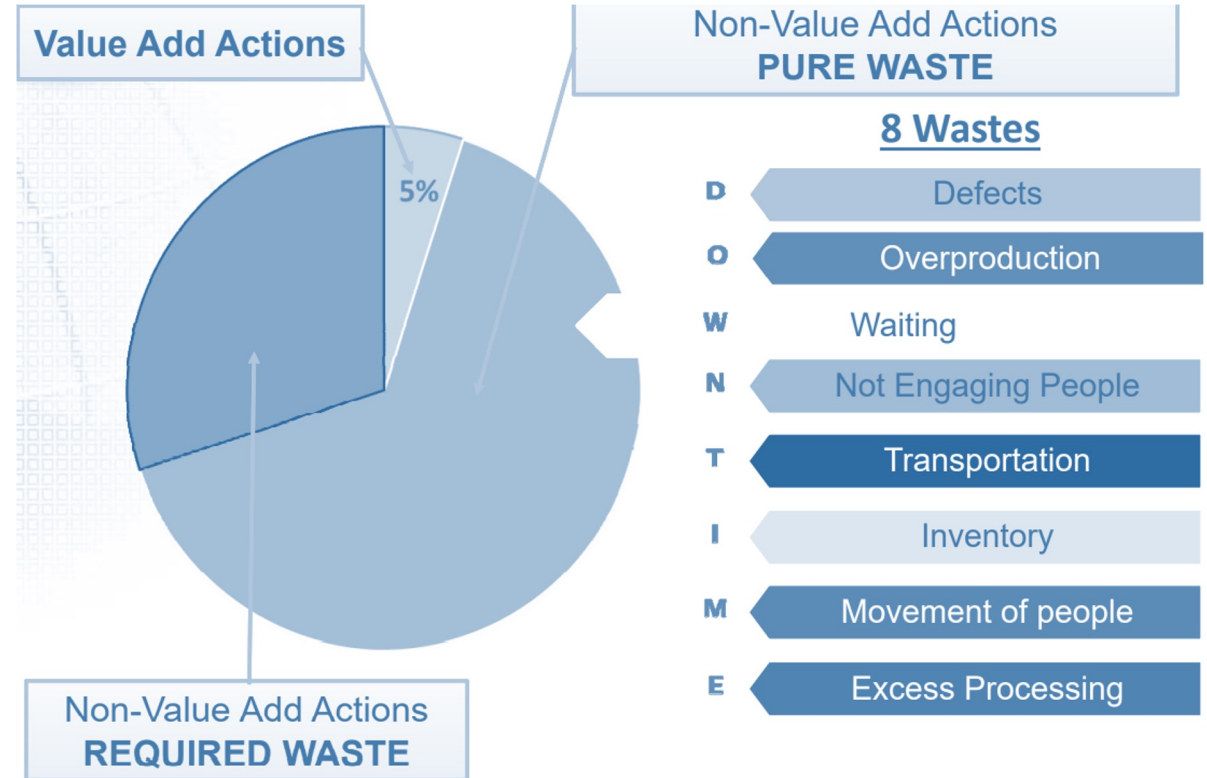 Value Add Actions
Non-Value Add Actions
PURE WASTE
8 Wastes
5%
D Defects
O Overproduction
W Waiting
N Not Engaging People
T Transportation
I Inventory
M Movement of people
E Excess Processing
Non-Value Add Actions
REQUIRED WASTE